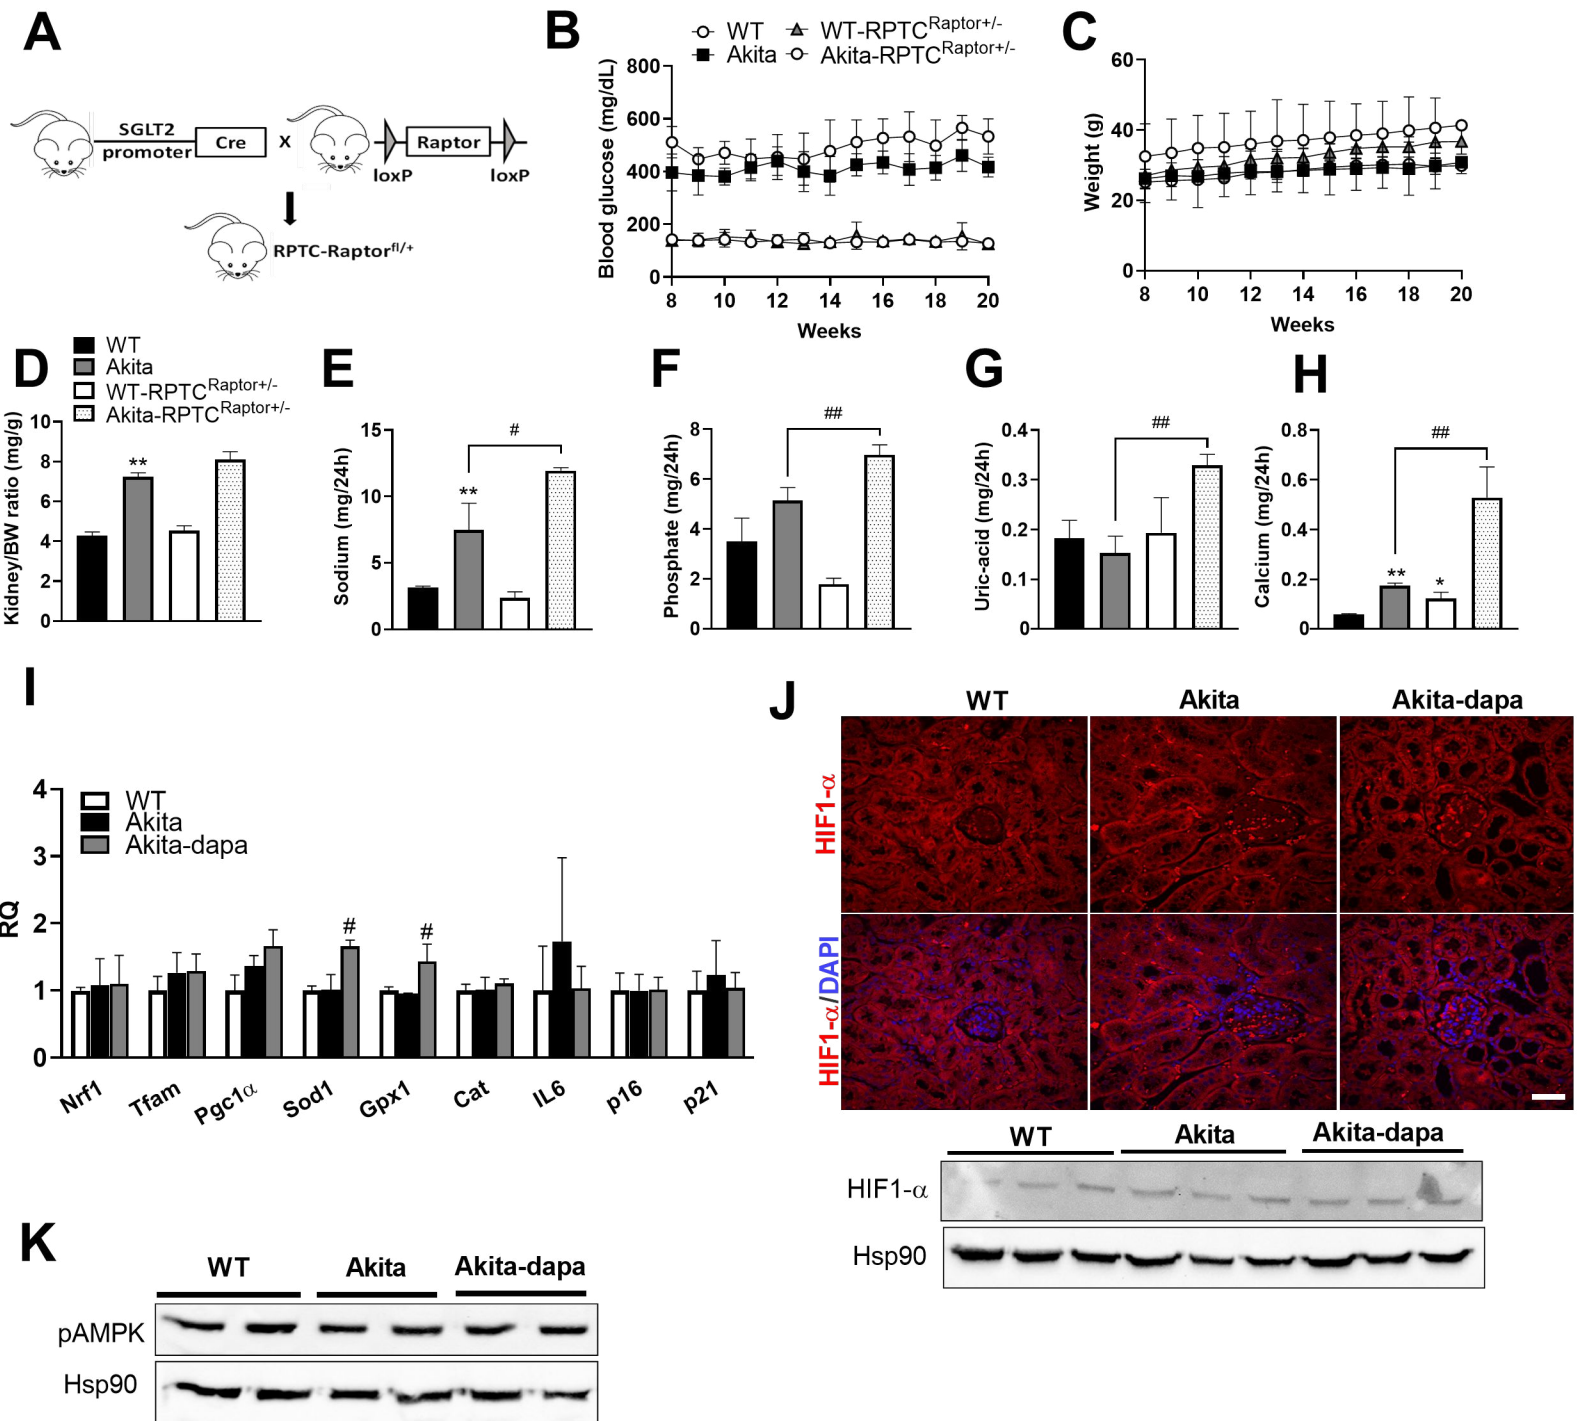 A
SGLT2
promoter
Cre
X
Raptor
loxP
loxP
RPTC-Raptorfl/+
B
WT
WT-RPTCRaptor+/-
Akita
Akita-RPTCRaptor+/-
Blood glucose (mg/dL)
800
600
400
200
0
8 10 12 14 16 18 20
Weeks
C
Weight (g)
60
40
20
0
8 10 12 14 16 18 20
Weeks
D
WT
Akita
WT-RPTCRaptor+/-
Akita-RPTCRaptor+/-
Kidney/BW ratio (mg/g)
10
8
6
4
2
0
**
E
Sodium (mg/24h)
15
10
5
0
**
#
F
Phosphate (mg/24h)
8
6
4
2
0
##
G
Uric-acid (mg/24h)
0.4
0.3
0.2
0.1
0
##
H
Calcium (mg/24h)
0.8
0.6
0.4
0.2
0
**
*
##
I
WT
Akita
Akita-dapa
RQ
4
3
2
1
0
#
#
Nrf1 Tfam Pgc1α Sod1 Gpx1 Cat IL6 p16 p21
J
WT Akita Akita-dapa
HIF1-α
HIF1-α/DAPI
WT Akita Akita-dapa
HIF1-α
Hsp90
K
WT Akita Akita-dapa
pAMPK
Hsp90